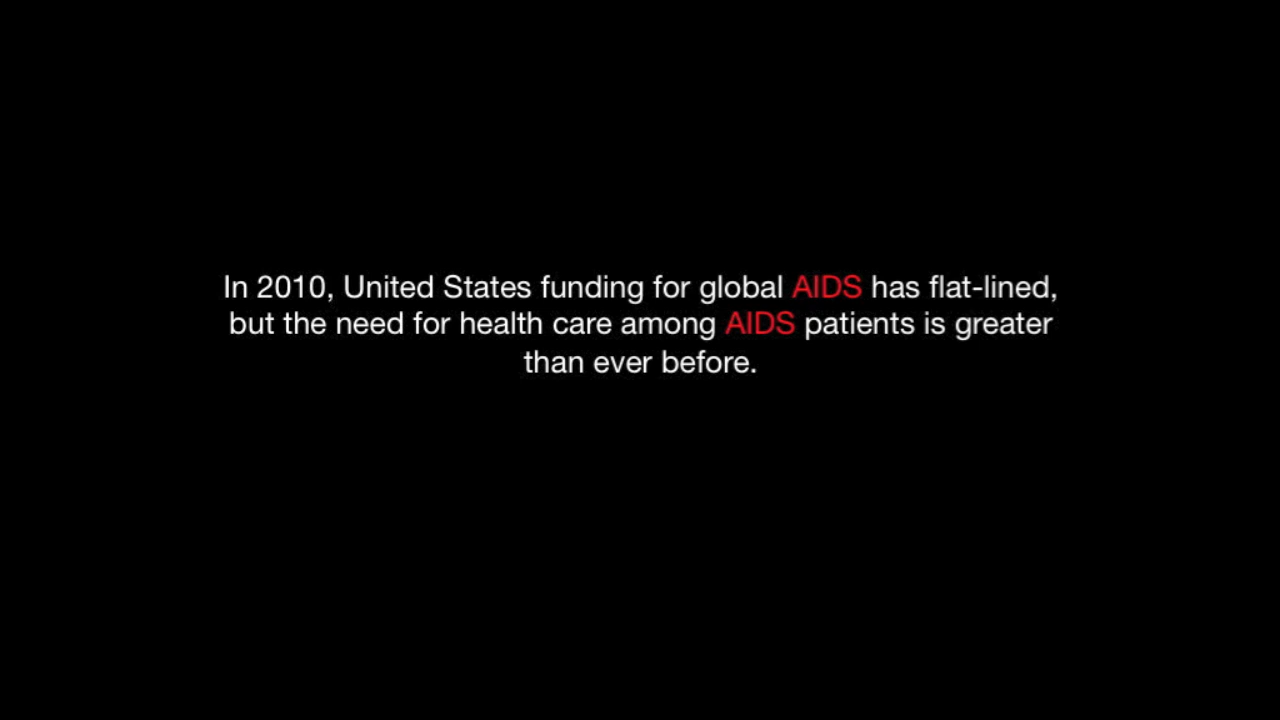 In 2010, United States funding for global AIDS has flat-lined,
but the need for health care among AIDS patients is greater
than ever before.